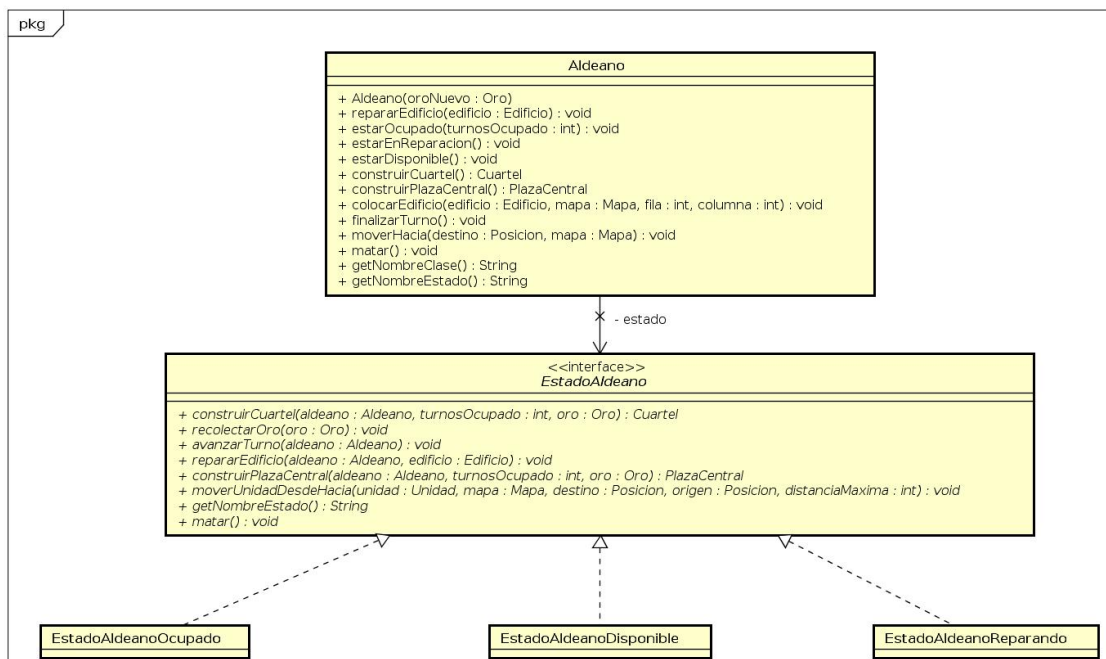 pkg
Aldeano
+ Aldeano(oroNuevo : Oro)
+ repararEdificio(edificio : Edificio) : void
+ estarOcupado(turnosOcupado : int) : void
+ estarEnReparacion() : void
+ estarDisponible() : void
+ construirCuartel() : Cuartel
+ construirPlazaCentral() : PlazaCentral
+ colocarEdificio(edificio : Edificio, mapa : Mapa, fila : int, columna : int) : void
+ finalizarTurno() : void
+ moverHacia(destino : Posicion, mapa : Mapa) : void
+ matar() : void
+ getNombreClase() : String
+ getNombreEstado() : String
- estado
<<interface>>
EstadoAldeano
+ construirCuartel(aldeano : Aldeano, turnosOcupado : int, oro : Oro) : Cuartel
+ recolectarOro(oro : Oro) : void
+ avanzarTurno(aldeano : Aldeano) : void
+ repararEdificio(aldeano : Aldeano, edificio : Edificio) : void
+ construirPlazaCentral(aldeano : Aldeano, turnosOcupado : int, oro : Oro) : PlazaCentral
+ moverUnidadDesdeHacia(unidad : Unidad, mapa : Mapa, destino : Posicion, origen : Posicion, distanciaMaxima : int) : void
+ getNombreEstado() : String
+ matar() : void
EstadoAldeanoOcupado
EstadoAldeanoDisponible
EstadoAldeanoReparando